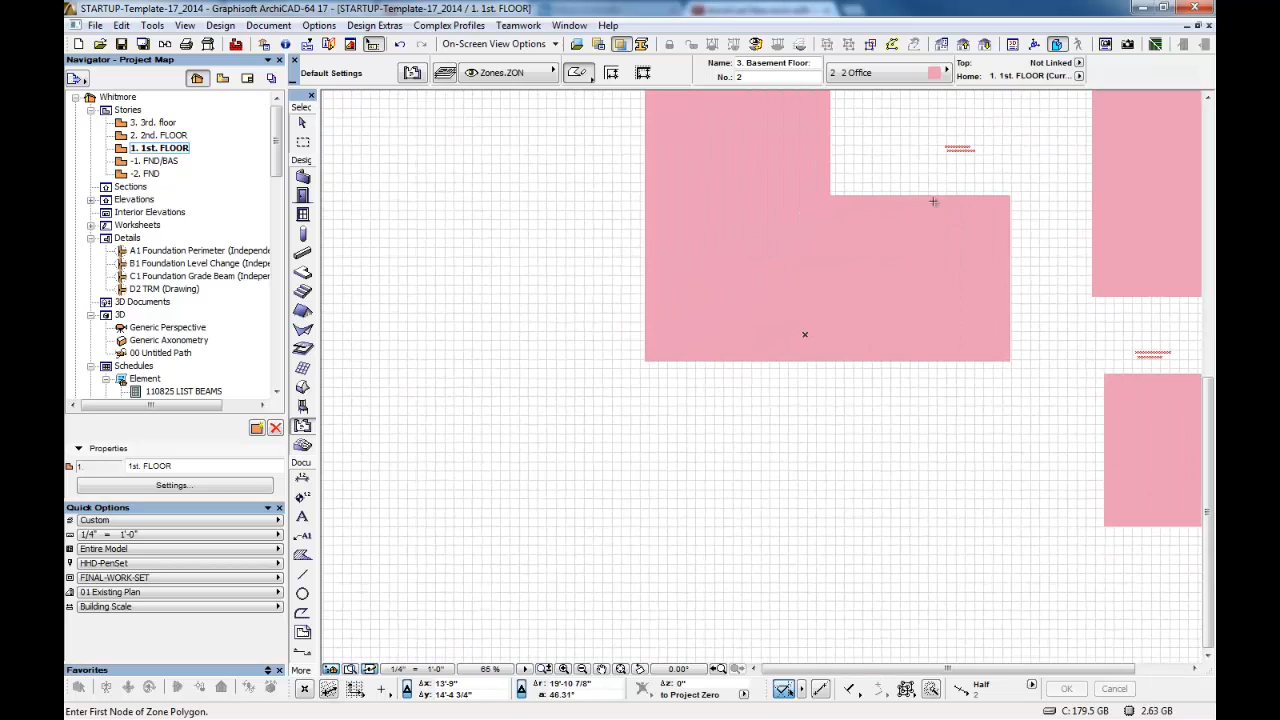 STARTUP-Template-17_2014 - Graphisoft ArchiCAD-64 17 - [STARTUP-Template-17_2014 / 1. 1st. FLOOR]
File Edit View Design Document Options Design Extras Complex Profiles Teamwork Window Help
On-Screen View Options
Navigator - Project Map
Default Settings
Zones.ZON
Name: 3. Basement Floor:
No.: 2
2 2 Office
Top: Not Linked
Home: 1. 1st. FLOOR (Curr...
Whitmore
Stories
3. 3rd. floor
2. 2nd. FLOOR
1. 1st. FLOOR
-1. FND/BAS
-2. FND
Sections
Elevations
Interior Elevations
Worksheets
Details
A1 Foundation Perimeter (Independe
B1 Foundation Level Change (Indepe
C1 Foundation Grade Beam (Indepen
D2 TRM (Drawing)
3D Documents
3D
Generic Perspective
Generic Axonometry
00 Untitled Path
Schedules
Element
110825 LIST BEAMS
Properties
1. 1st. FLOOR
Settings...
Quick Options
Custom
1/4" = 1'-0"
Entire Model
HHD-PenSet
FINAL-WORK-SET
01 Existing Plan
Building Scale
Favorites
Selec
Desig
Docu
More
1/4" = 1'-0"
65 %
0.00°
Δx: 13'-9"
Δy: 14'-4 3/4"
Δr: 19'-10 7/8"
α: 46.31°
Δz: 0"
to Project Zero
Half
2
OK
Cancel
Enter First Node of Zone Polygon.
C: 179.5 GB
2.63 GB